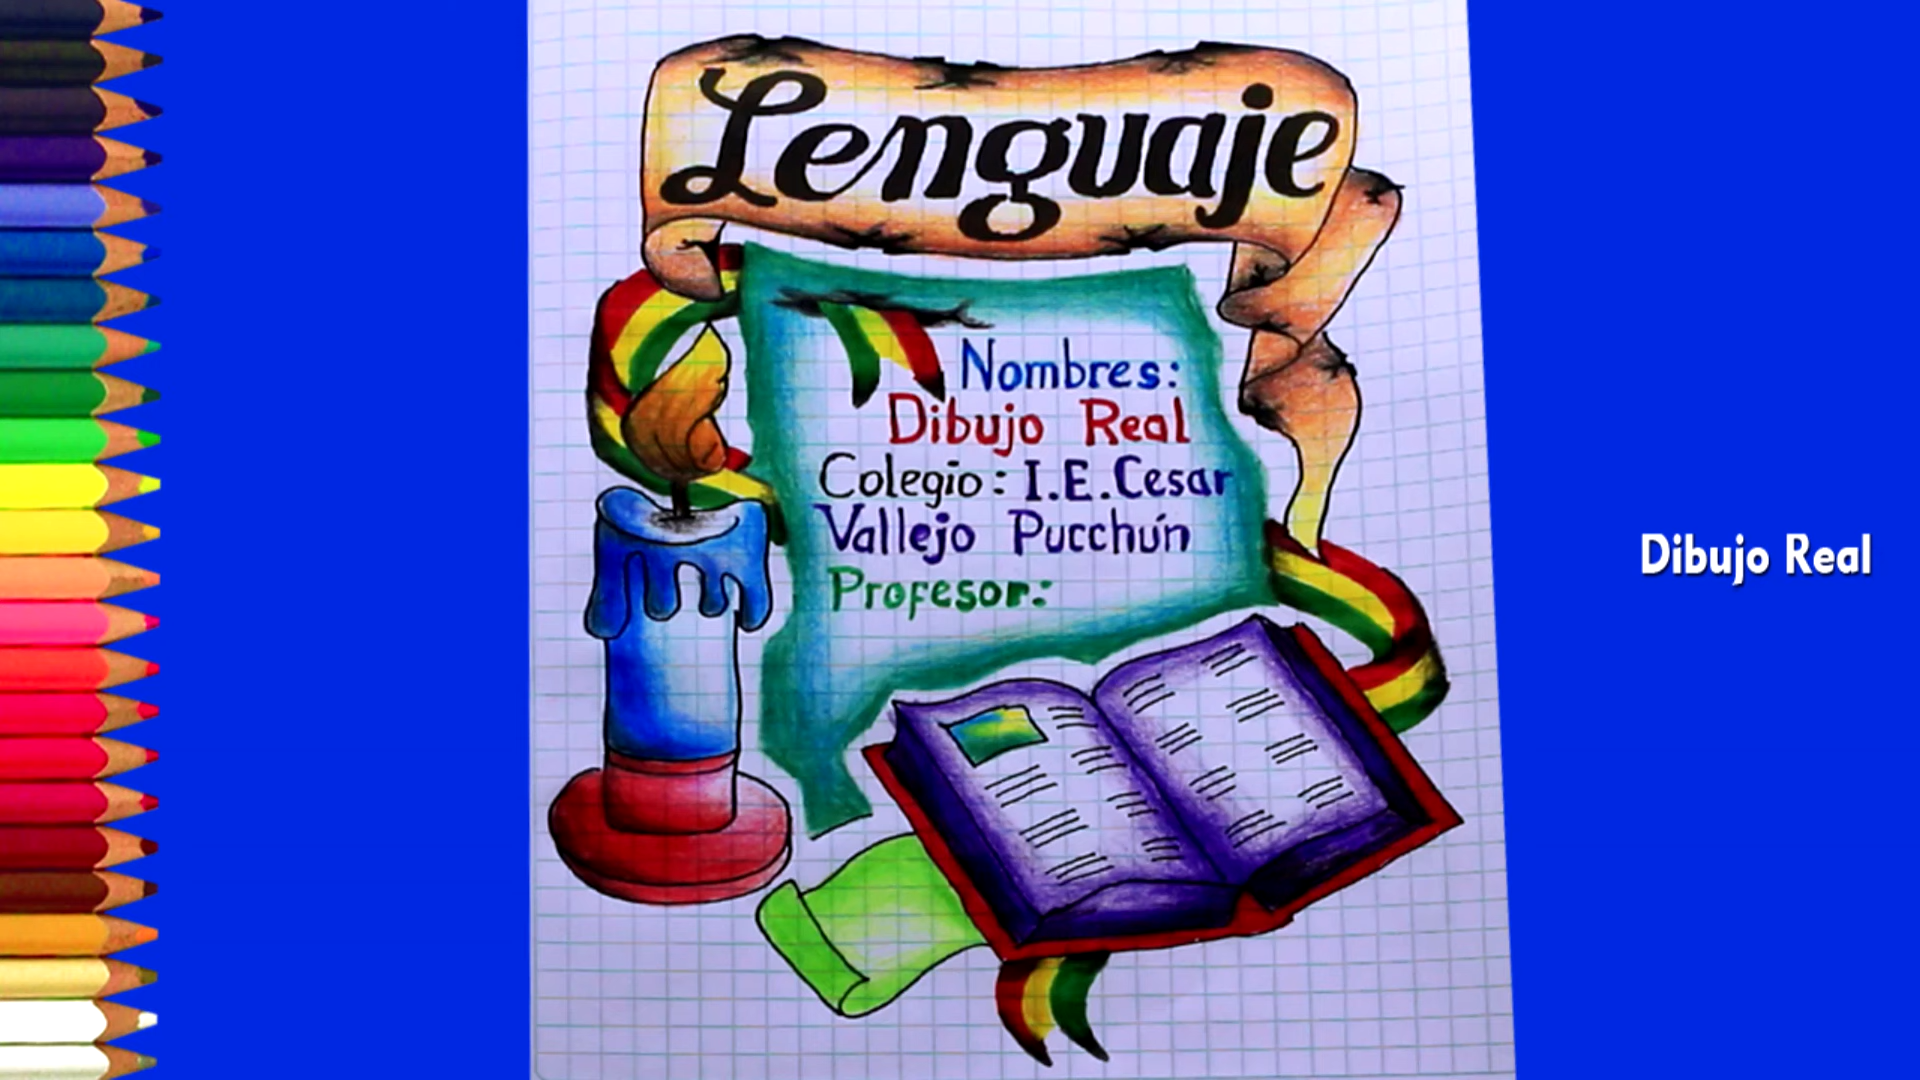 Lenguaje
Nombres:
Dibujo Real
Colegio: I.E. Cesar
Vallejo Pucchún
Profesor:
Dibujo Real